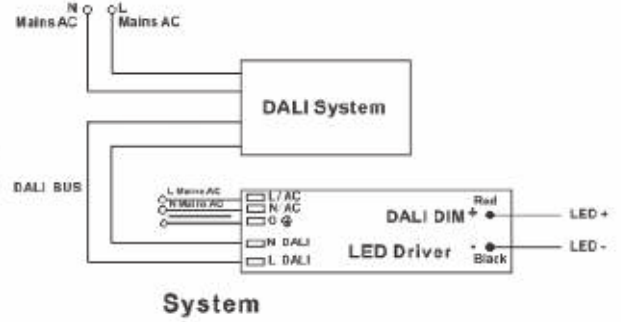 N
L
Mains AC
Mains AC
DALI System
DALI BUS
L Mains AC
N Mains AC
L/AC
N/AC
G
N DALI
L DALI
DALI DIM
LED Driver
Red
+
-
Black
LED +
LED -
System